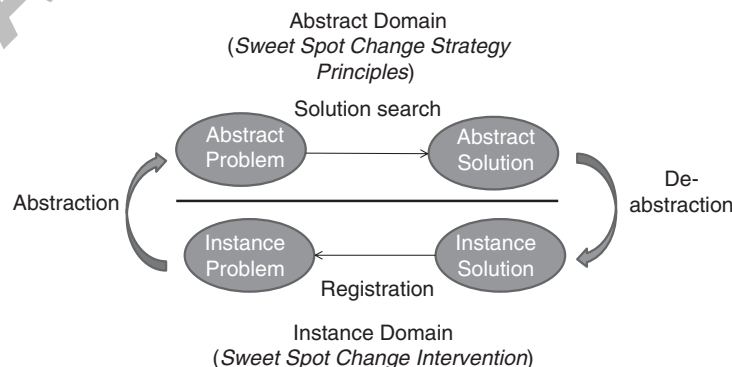 Abstract Domain
(Sweet Spot Change Strategy
Principles)
Solution search
Abstract
Problem
Abstract
Solution
Abstraction
De-
abstraction
Instance
Problem
Instance
Solution
Registration
Instance Domain
(Sweet Spot Change Intervention)